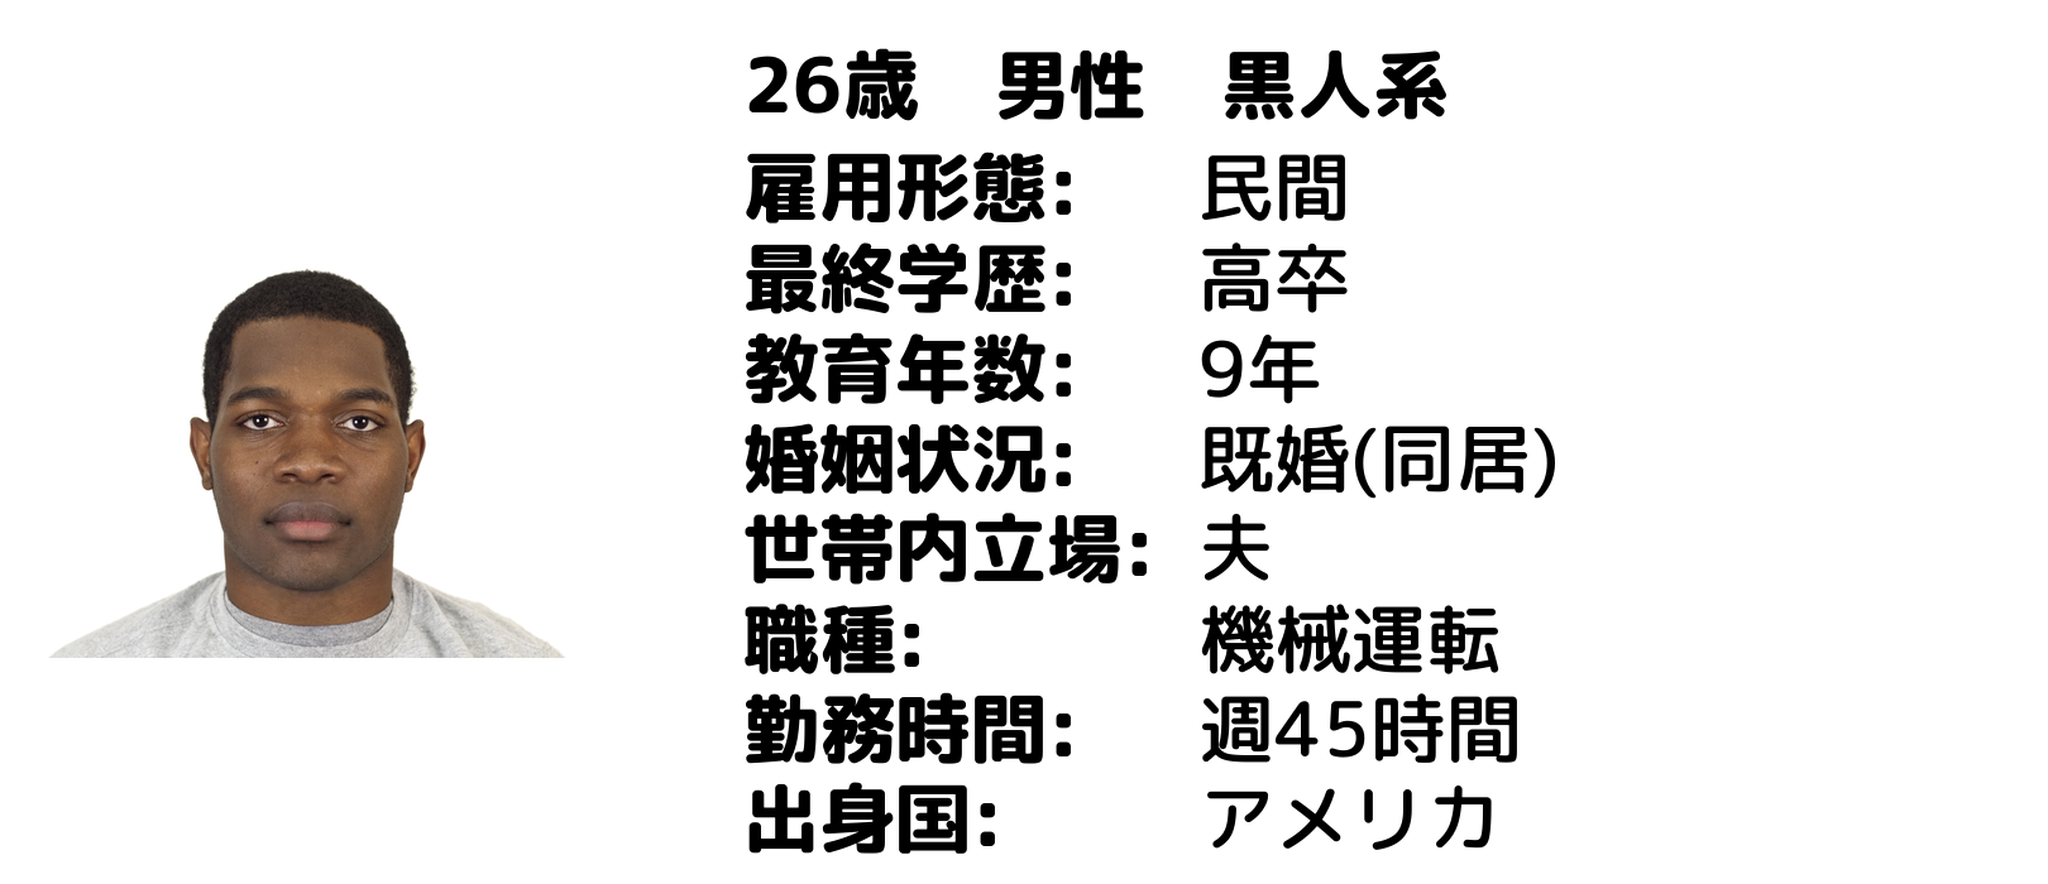 26歳　男性　黒人系
雇用形態:　民間
最終学歴:　高卒
教育年数:　9年
婚姻状況:　既婚(同居)
世帯内立場:　夫
職種:　機械運転
勤務時間:　週45時間
出身国:　アメリカ